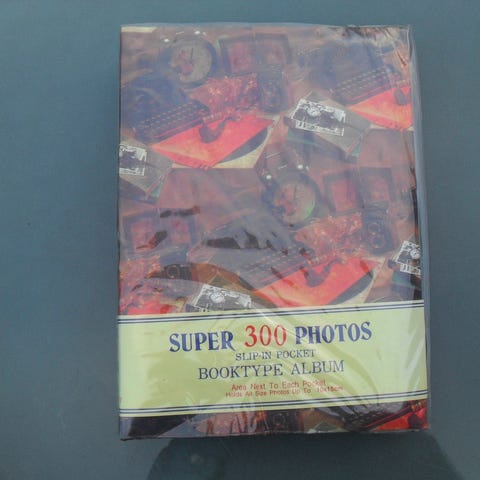 SUPER 300 PHOTOS
SLIP-IN POCKET
BOOKTYPE ALBUM
Area Next To Each Pocket
Holds All Size Photos Up To 10x15cm